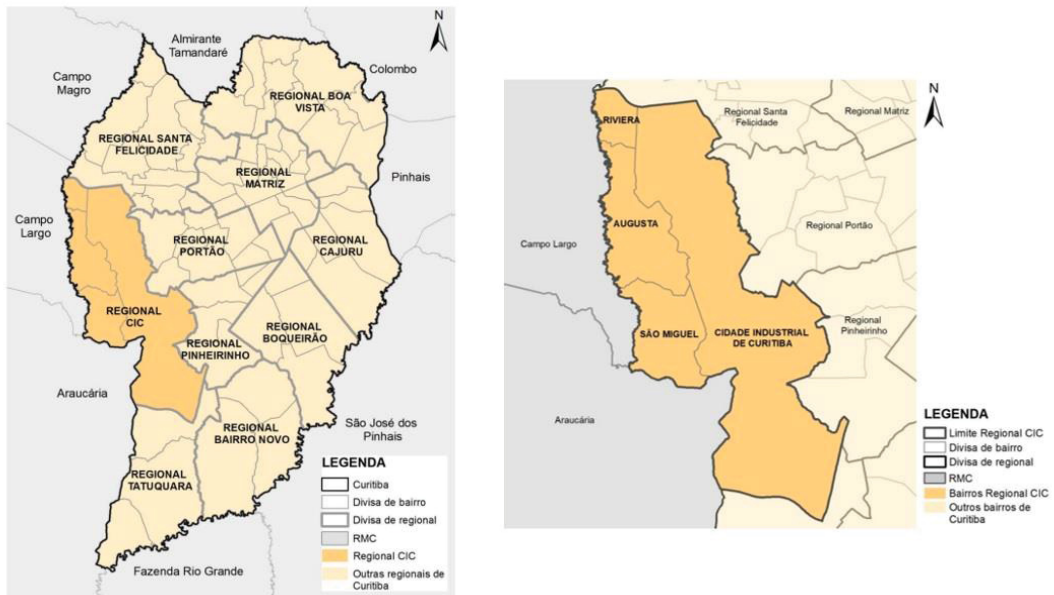 N
Almirante
Tamandaré
Campo
Magro
Colombo
REGIONAL BOA
VISTA
REGIONAL SANTA
FELICIDADE
REGIONAL
MATRIZ
Pinhais
Campo
Largo
REGIONAL
PORTÃO
REGIONAL
CAJURU
REGIONAL
CIC
REGIONAL
BOQUEIRÃO
REGIONAL
PINHEIRINHO
Araucária
São José dos
Pinhais
REGIONAL
BAIRRO NOVO
REGIONAL
TATUQUARA
Fazenda Rio Grande
LEGENDA
Curitiba
Divisa de bairro
Divisa de regional
RMC
Regional CIC
Outras regionais de
Curitiba
N
RIVIERA
Regional Santa
Felicidade
Regional Matriz
AUGUSTA
Regional Portão
Campo Largo
SÃO MIGUEL
CIDADE INDUSTRIAL
DE CURITIBA
Regional
Pinheirinho
Araucária
LEGENDA
Limite Regional CIC
Divisa de bairro
Divisa de regional
RMC
Bairros Regional CIC
Outros bairros de
Curitiba